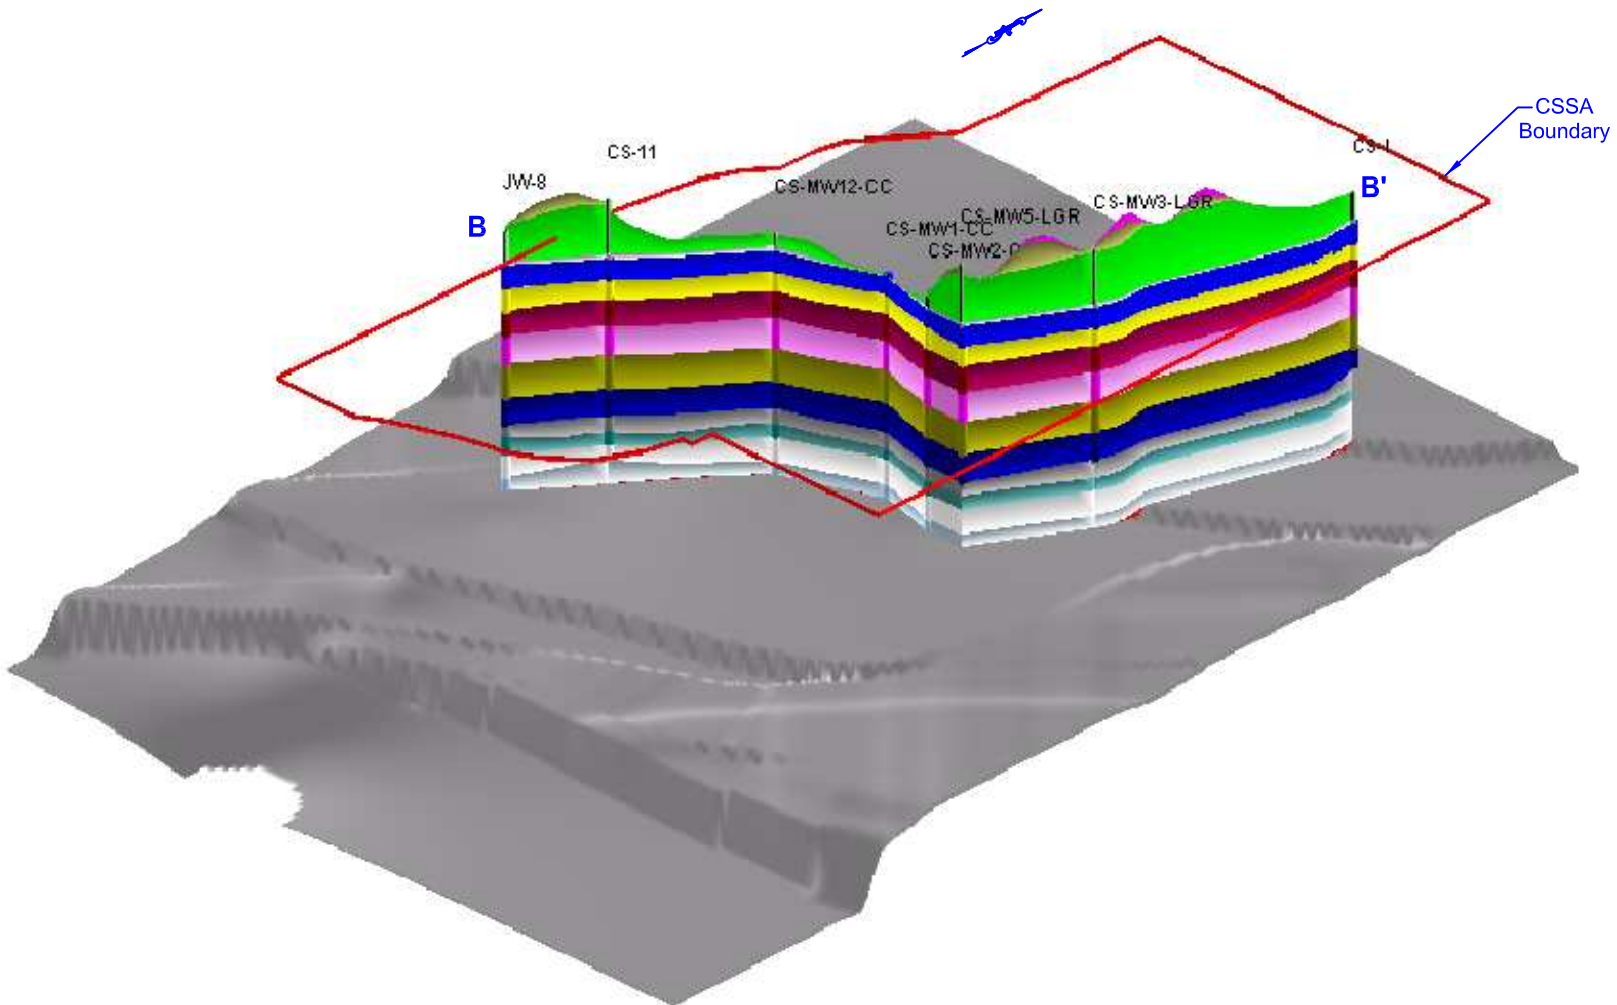 CSSA
Boundary
CS-11
JW-8
CS-MW12-CC
CS-MW3-LGR
CS-MW5-LGR
CS-MW1-CC
B
B'